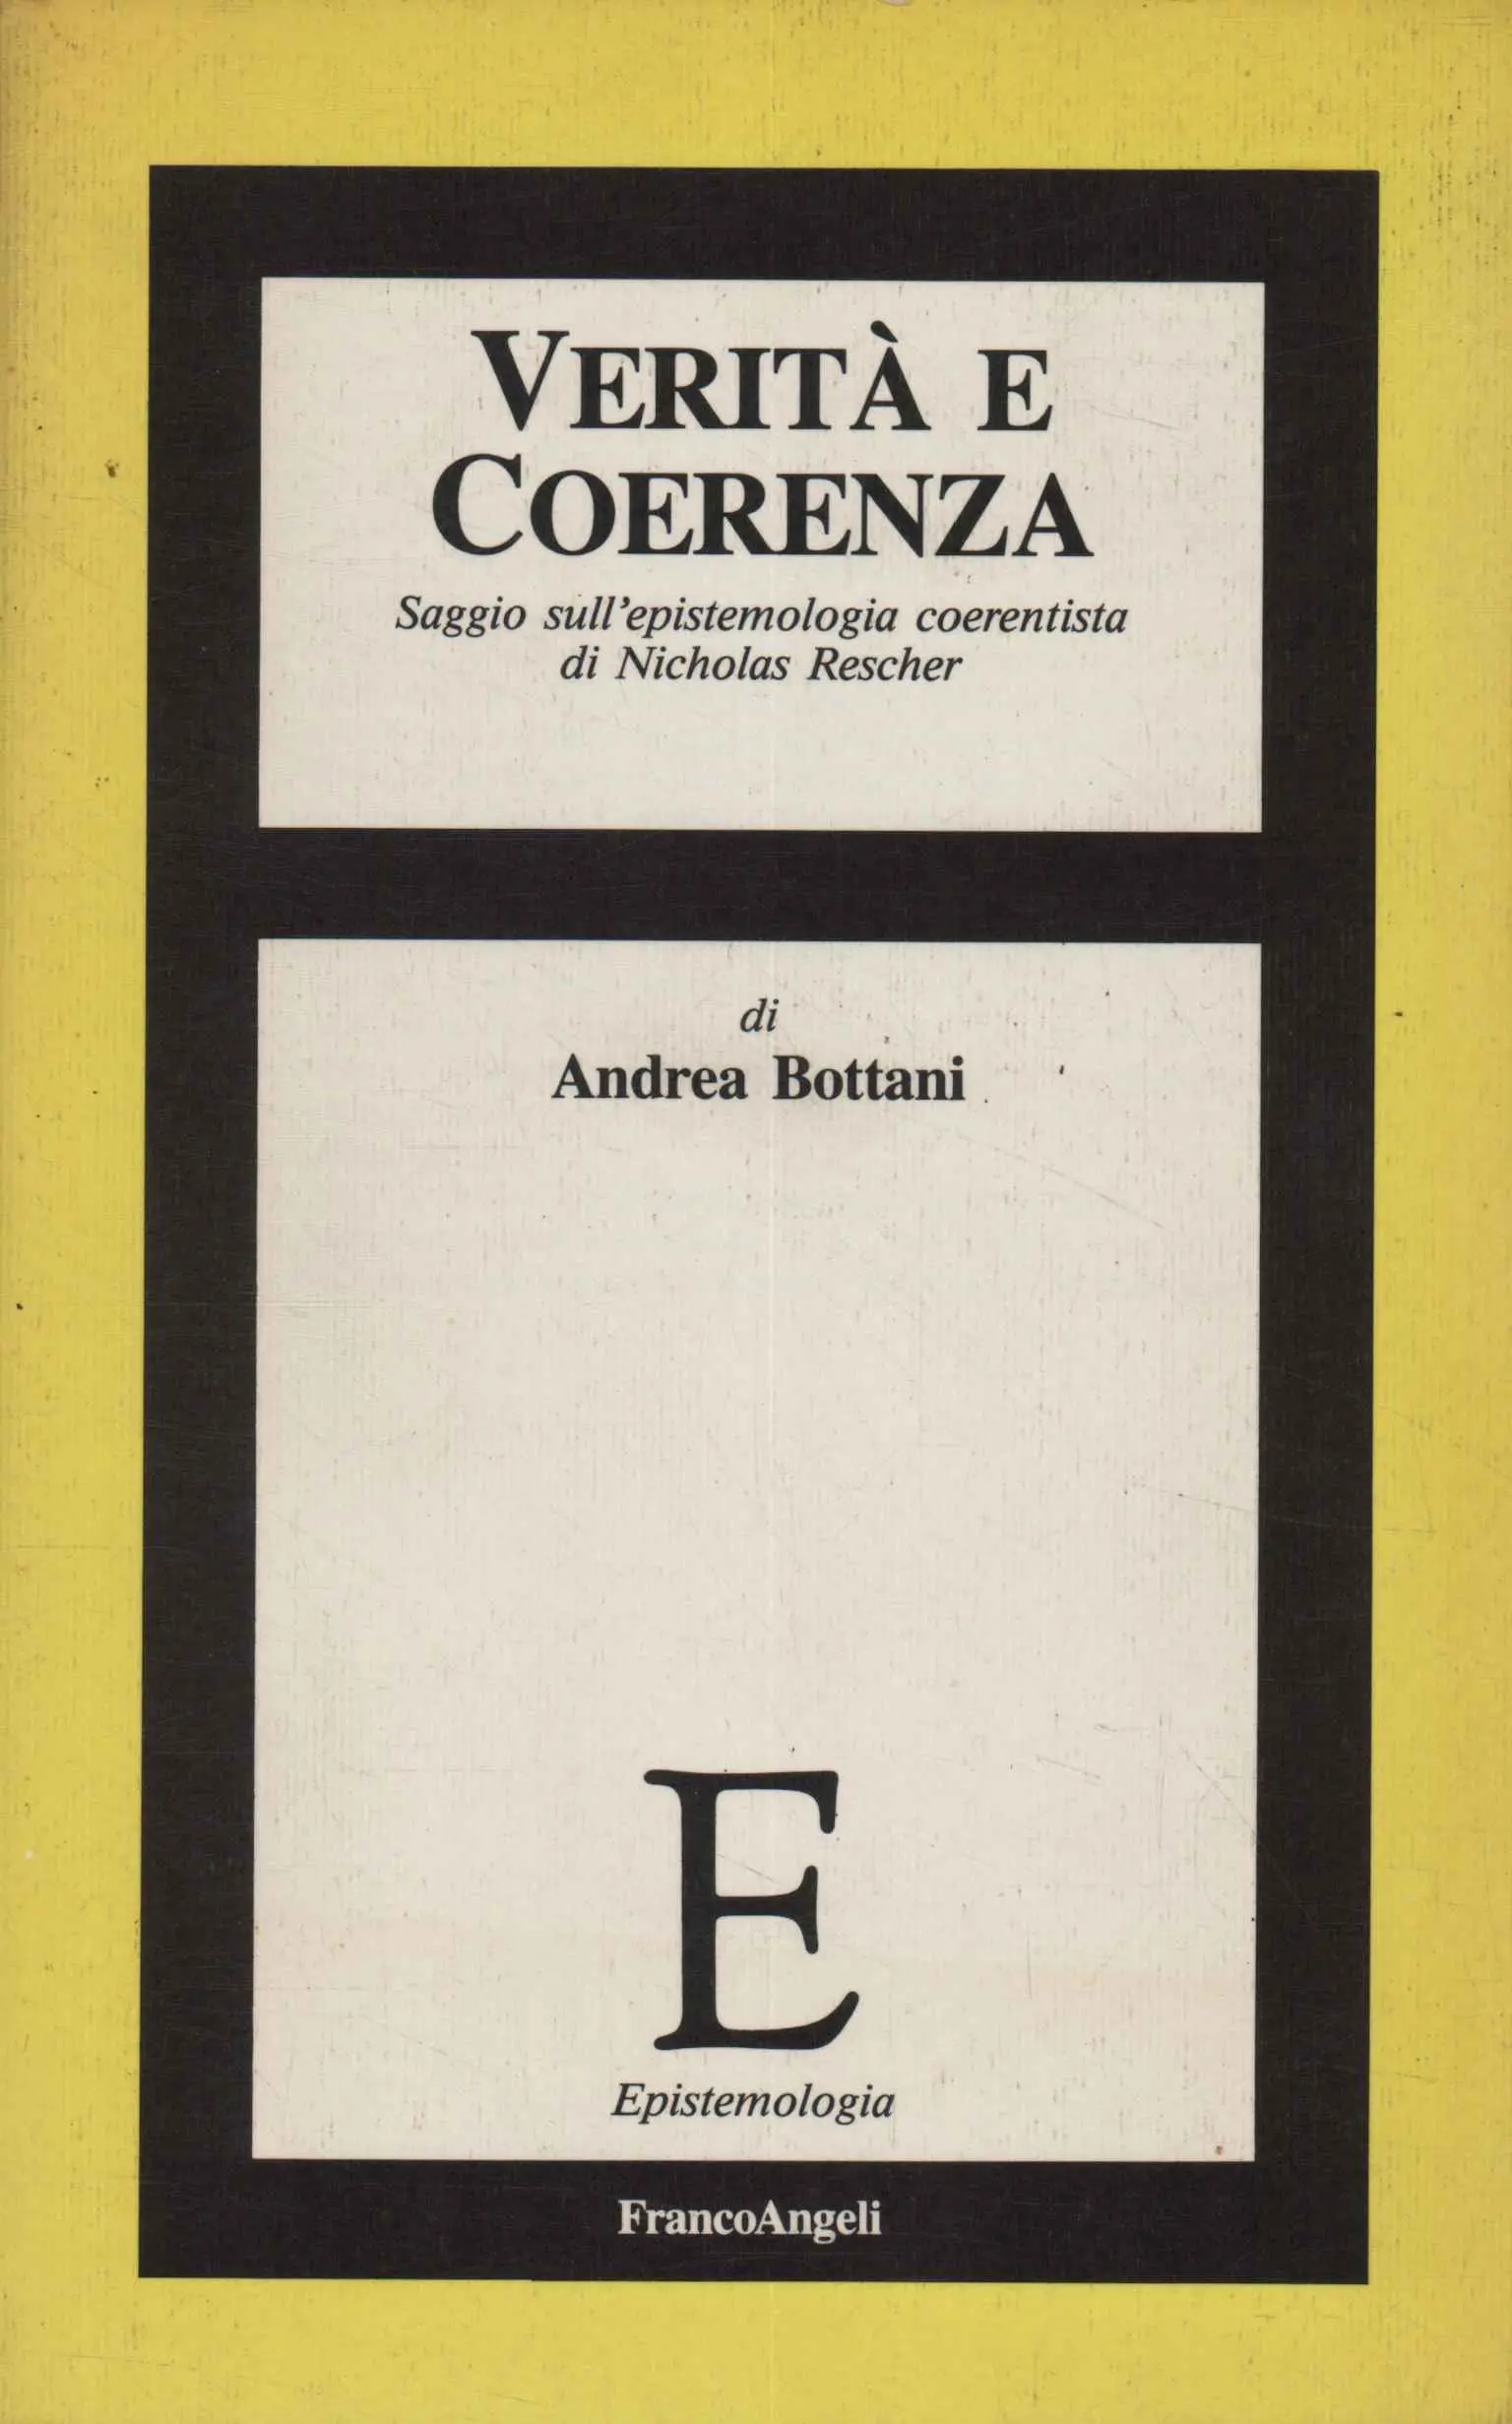 VERITÀ E
COERENZA
Saggio sull'epistemologia coerentista
di Nicholas Rescher
di
Andrea Bottani
E
Epistemologia
FrancoAngeli